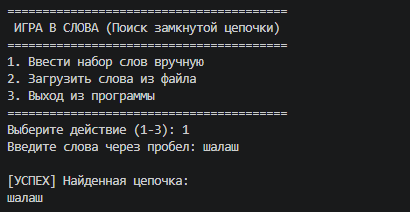 ========================================
ИГРА В СЛОВА (Поиск замкнутой цепочки)
========================================
1. Ввести набор слов вручную
2. Загрузить слова из файла
3. Выход из программы
========================================
Выберите действие (1-3): 1
Введите слова через пробел: шалаш

[УСПЕХ] Найденная цепочка:
шалаш